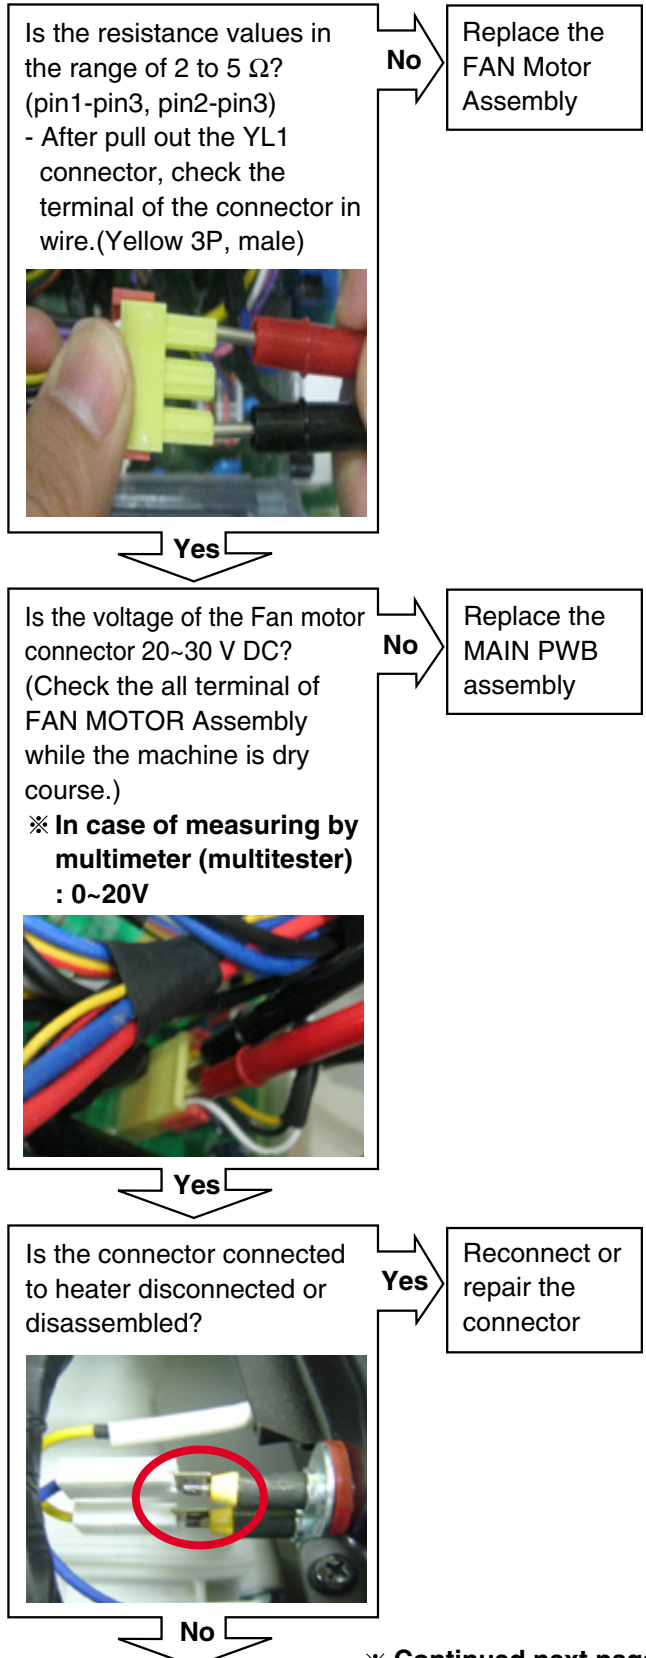 Is the resistance values in
the range of 2 to 5 Ω?
(pin1-pin3, pin2-pin3)
- After pull out the YL1
connector, check the
terminal of the connector in
wire.(Yellow 3P, male)
No
Replace the
FAN Motor
Assembly
Yes
Is the voltage of the Fan motor
connector 20~30 V DC?
(Check the all terminal of
FAN MOTOR Assembly
while the machine is dry
course.)
※ In case of measuring by
multimeter (multitester)
: 0~20V
No
Replace the
MAIN PWB
assembly
Yes
Is the connector connected
to heater disconnected or
disassembled?
Yes
Reconnect or
repair the
connector
No
※ Continued next page